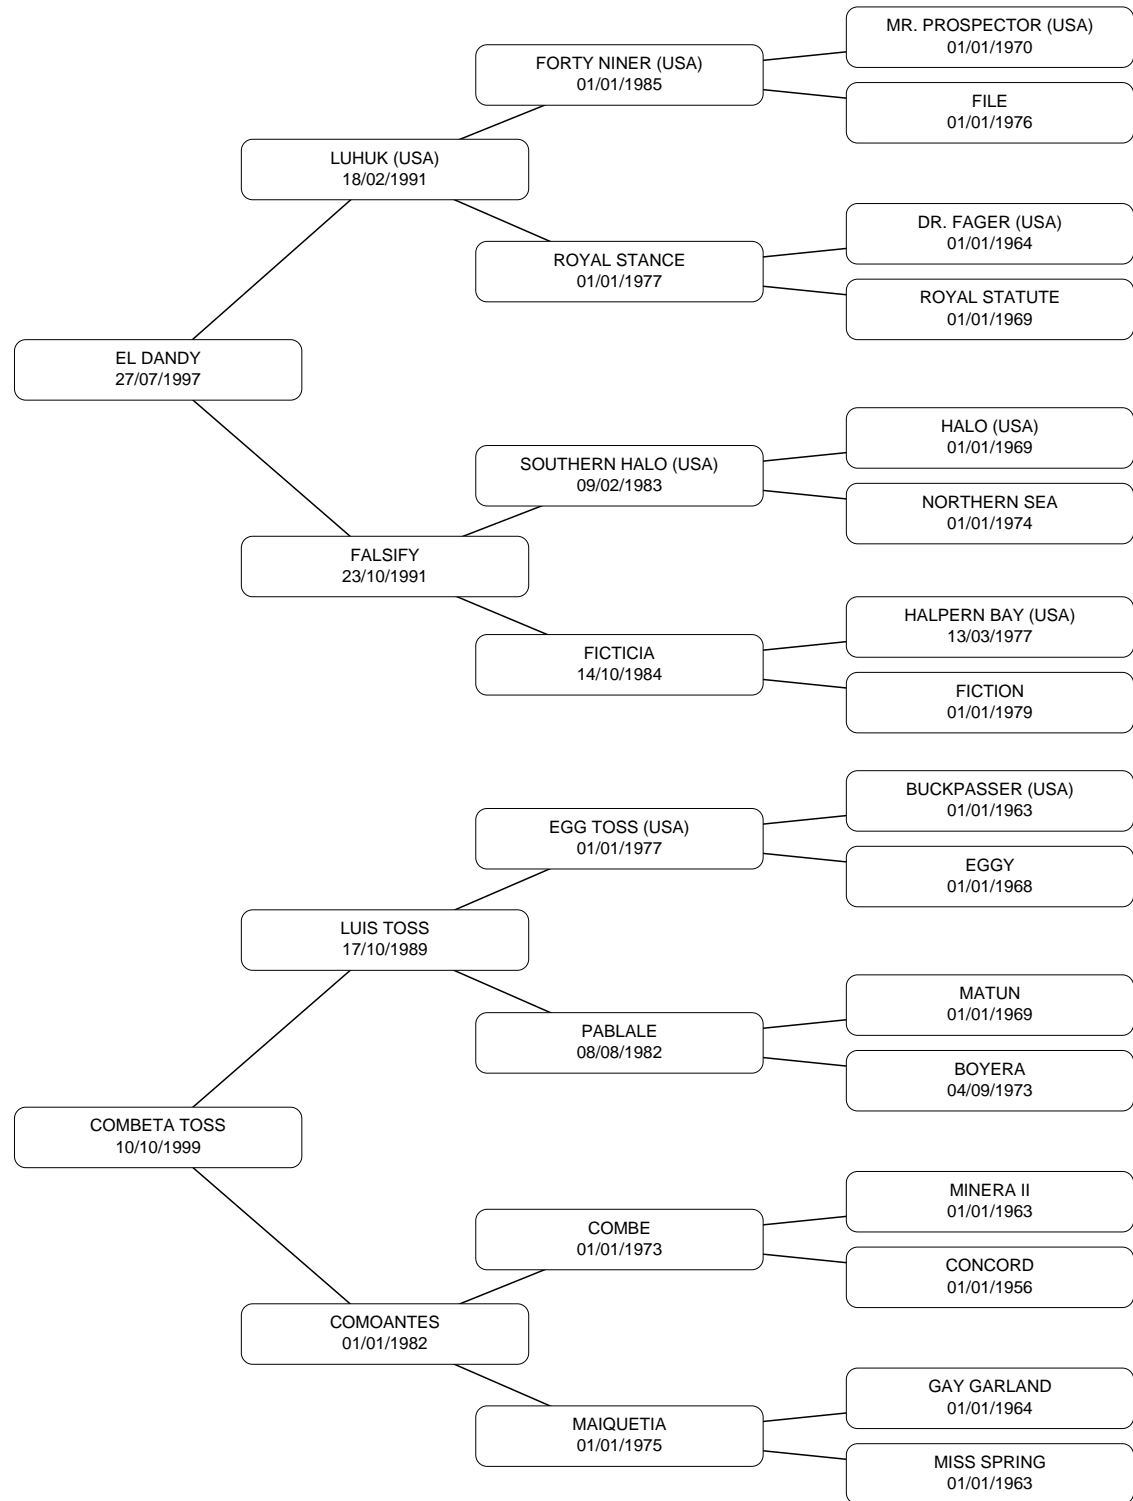 MR. PROSPECTOR (USA)
01/01/1970
FORTY NINER (USA)
01/01/1985
FILE
01/01/1976
LUHUK (USA)
18/02/1991
DR. FAGER (USA)
01/01/1964
ROYAL STANCE
01/01/1977
ROYAL STATUTE
01/01/1969
EL DANDY
27/07/1997
HALO (USA)
01/01/1969
SOUTHERN HALO (USA)
09/02/1983
NORTHERN SEA
01/01/1974
FALSIFY
23/10/1991
HALPERN BAY (USA)
13/03/1977
FICTICIA
14/10/1984
FICTION
01/01/1979
BUCKPASSER (USA)
01/01/1963
EGG TOSS (USA)
01/01/1977
EGGY
01/01/1968
LUIS TOSS
17/10/1989
MATUN
01/01/1969
PABLALE
08/08/1982
BOYERA
04/09/1973
COMBETA TOSS
10/10/1999
MINERA II
01/01/1963
COMBE
01/01/1973
CONCORD
01/01/1956
COMOANTES
01/01/1982
GAY GARLAND
01/01/1964
MAIQUETIA
01/01/1975
MISS SPRING
01/01/1963